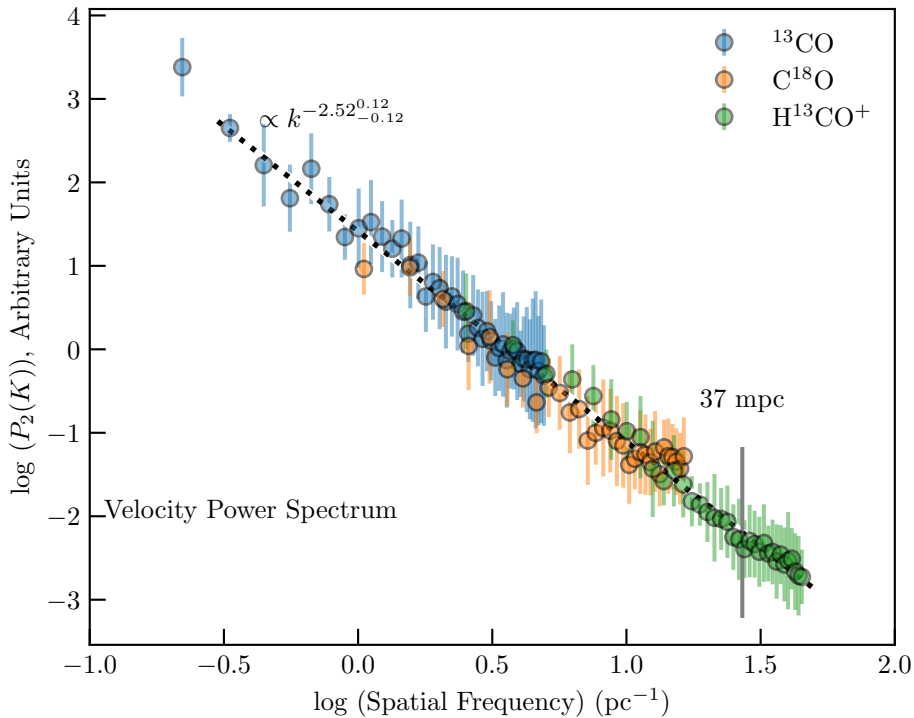 4
3
2
1
0
−1
−2
−3
log (P₂(K)), Arbitrary Units
¹³CO
C¹⁸O
H¹³CO⁺
∝ k^−2.52^0.12_−0.12
37 mpc
Velocity Power Spectrum
−1.0 −0.5 0.0 0.5 1.0 1.5 2.0
log (Spatial Frequency) (pc⁻¹)